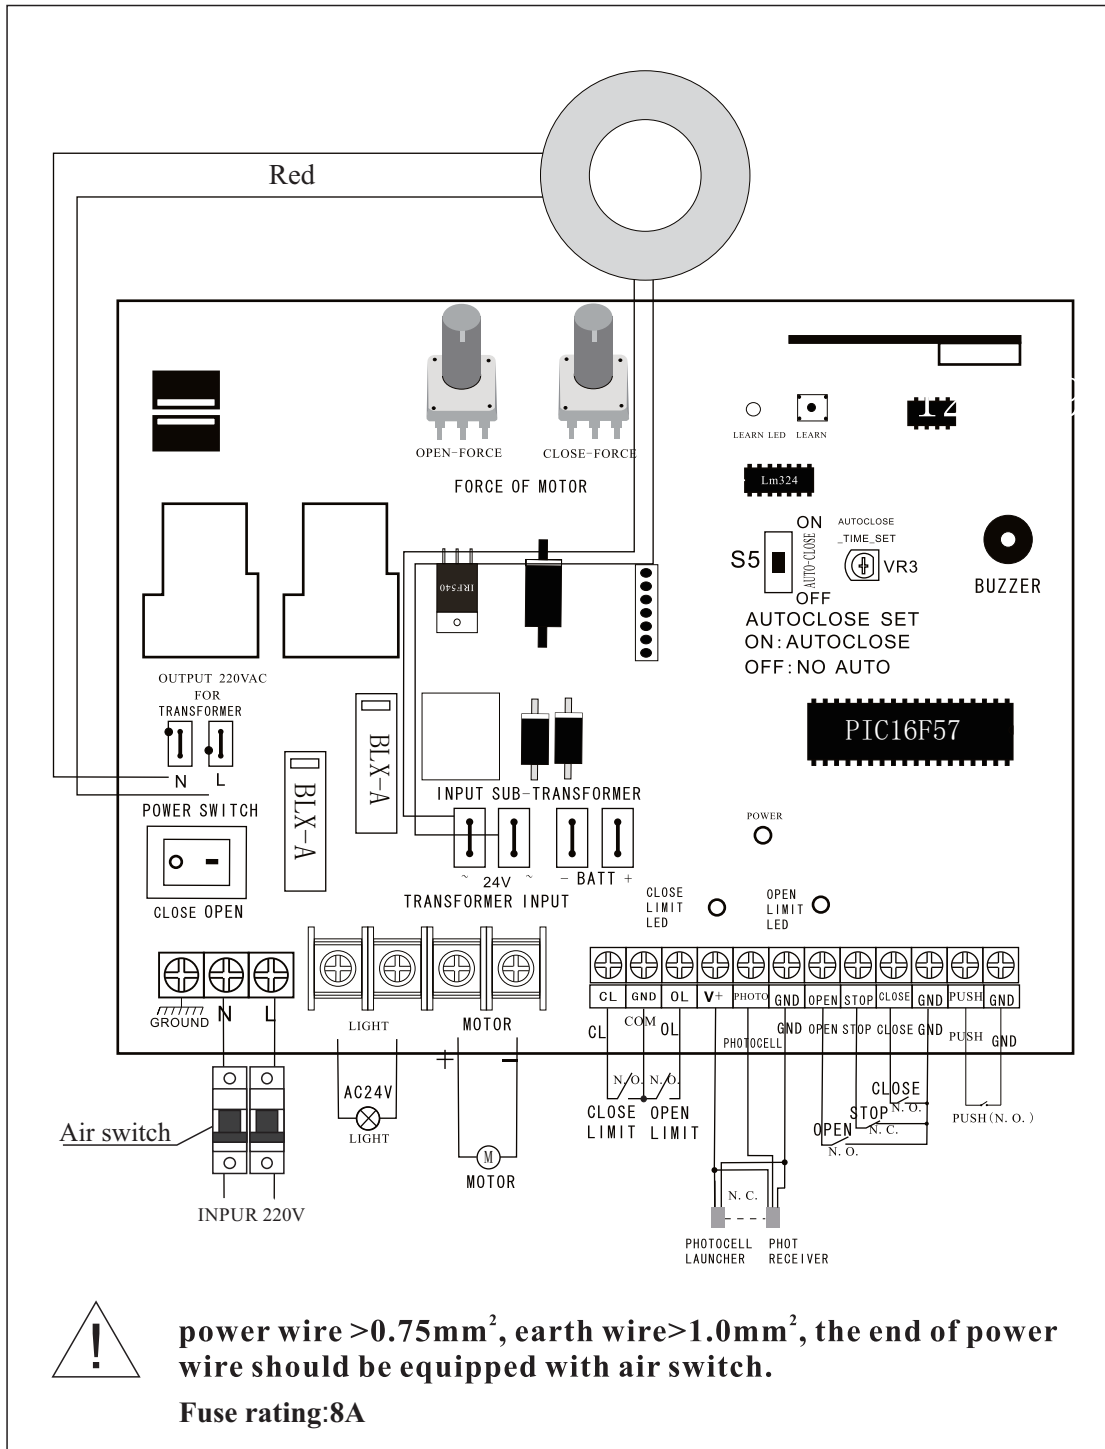 Red
OPEN-FORCE
CLOSE-FORCE
FORCE OF MOTOR
LEARN LED
LEARN
Lm324
IRF540
S5
ON
AUTO-CLOSE
OFF
AUTOCLOSE
_TIME_SET
VR3
BUZZER
AUTOCLOSE SET
ON:AUTOCLOSE
OFF:NO AUTO
OUTPUT 220VAC
FOR
TRANSFORMER
N
L
POWER SWITCH
CLOSE OPEN
BLX-A
BLX-A
INPUT SUB-TRANSFORMER
~ 24V ~
- BATT +
TRANSFORMER INPUT
PIC16F57
POWER
CLOSE
LIMIT
LED
OPEN
LIMIT
LED
GROUND
N
L
LIGHT
MOTOR
CL GND OL V+ PHOTO GND OPEN STOP CLOSE GND PUSH GND
CL COM OL PHOTOCELL GND OPEN STOP CLOSE GND PUSH GND
+ -
AC24V
LIGHT
M
MOTOR
Air switch
INPUR 220V
N.O. N.O.
CLOSE
LIMIT
OPEN
LIMIT
CLOSE
N.O.
STOP
N.C.
OPEN
N.O.
PUSH(N.O.)
N.C.
PHOTOCELL
LAUNCHER
PHOT
RECEIVER
!
power wire >0.75mm², earth wire>1.0mm², the end of power
wire should be equipped with air switch.
Fuse rating:8A